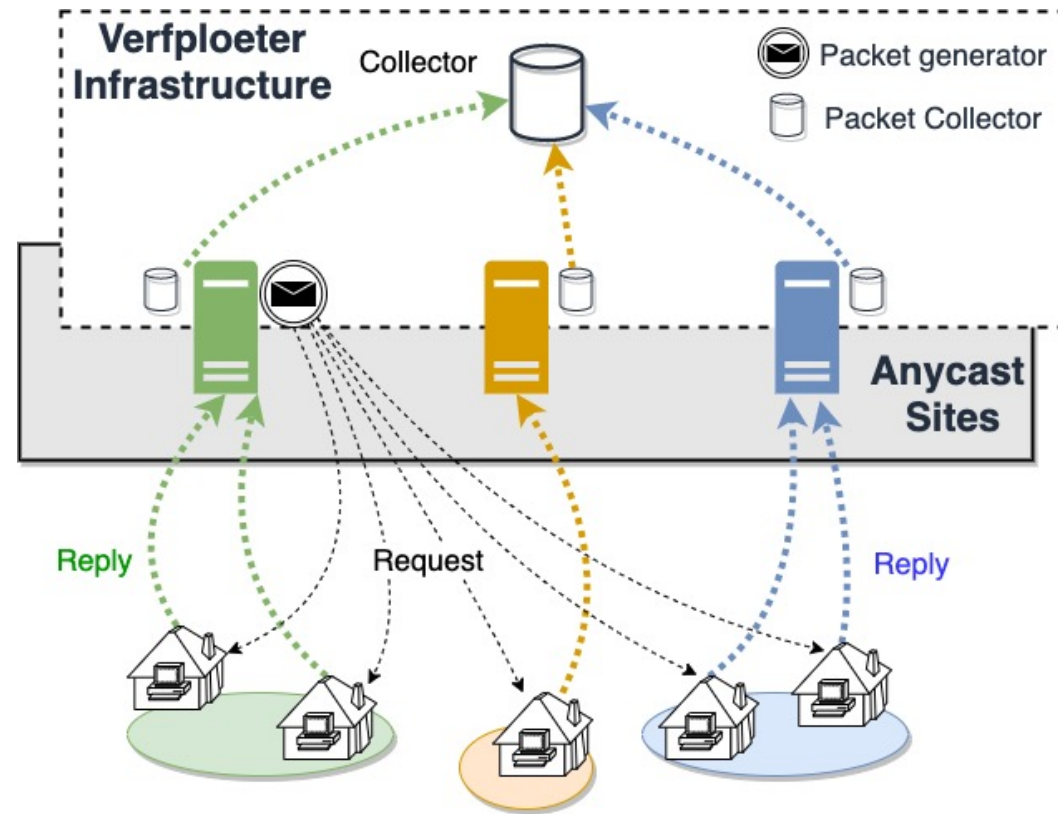 Verfploeter
Infrastructure
Collector
Packet generator
Packet Collector
Anycast
Sites
Reply
Request
Reply